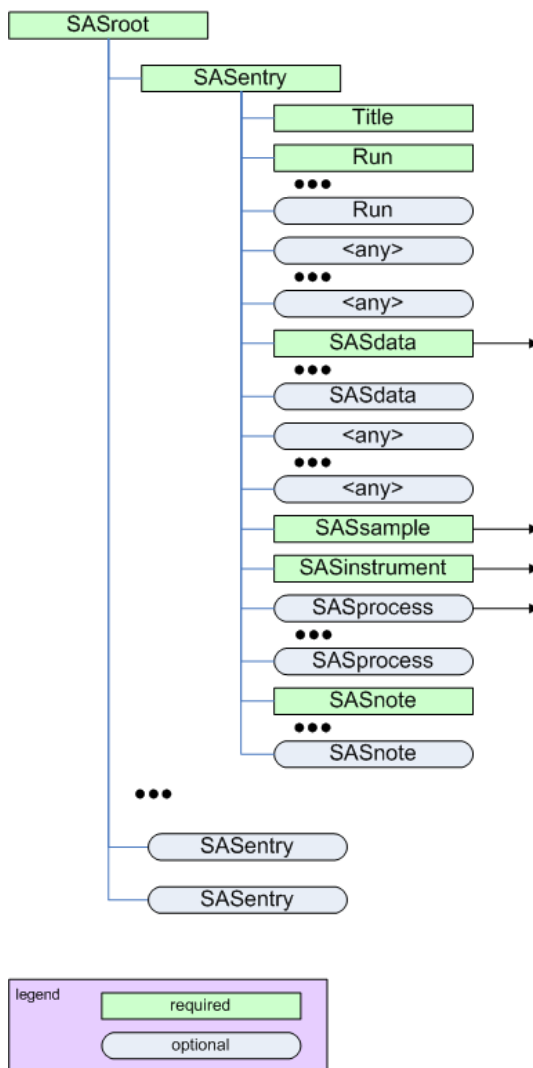 SASroot
SASentry
Title
Run
Run
<any>
<any>
SASdata
SASdata
<any>
<any>
SASsample
SASinstrument
SASprocess
SASprocess
SASnote
SASnote
SASentry
SASentry
legend
required
optional